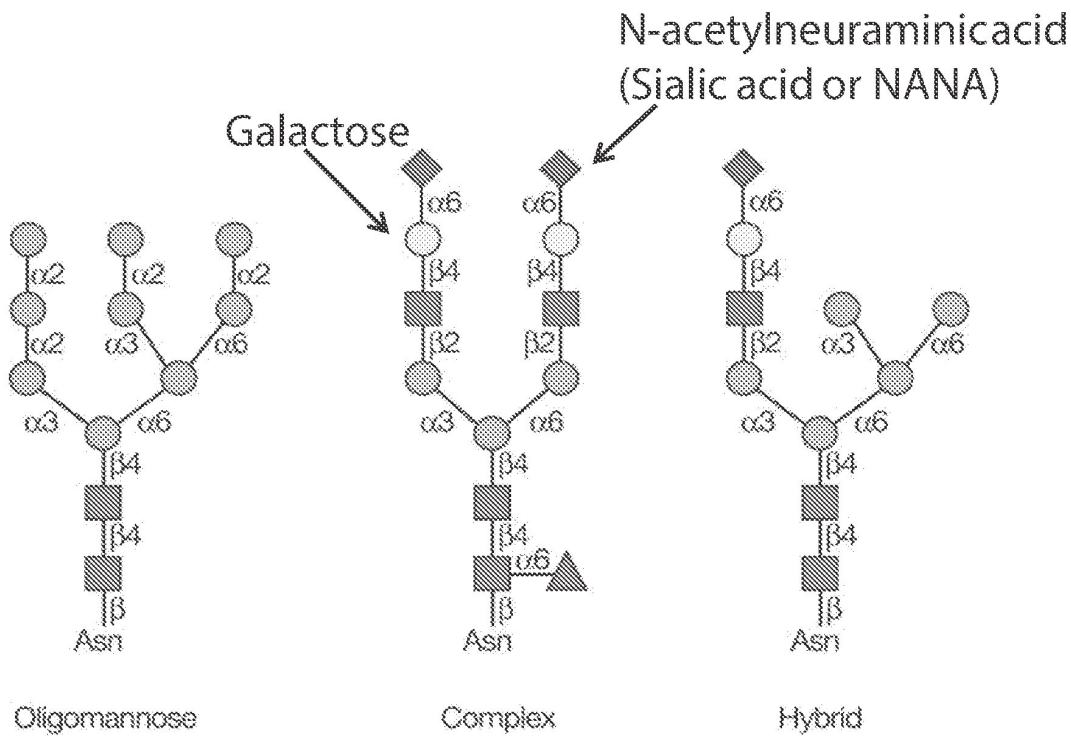 N-acetylneuraminicacid
(Sialic acid or NANA)
Galactose
α6 α6 α6
α2 α2 α2 β4 β4 β4
α2 α3 α6 β2 β2 β2 α3 α6
α3 α6 α3 α6 α3 α6
β4 β4 β4
β4 β4 β4
α6
β β β
Asn Asn Asn
Oligomannose Complex Hybrid